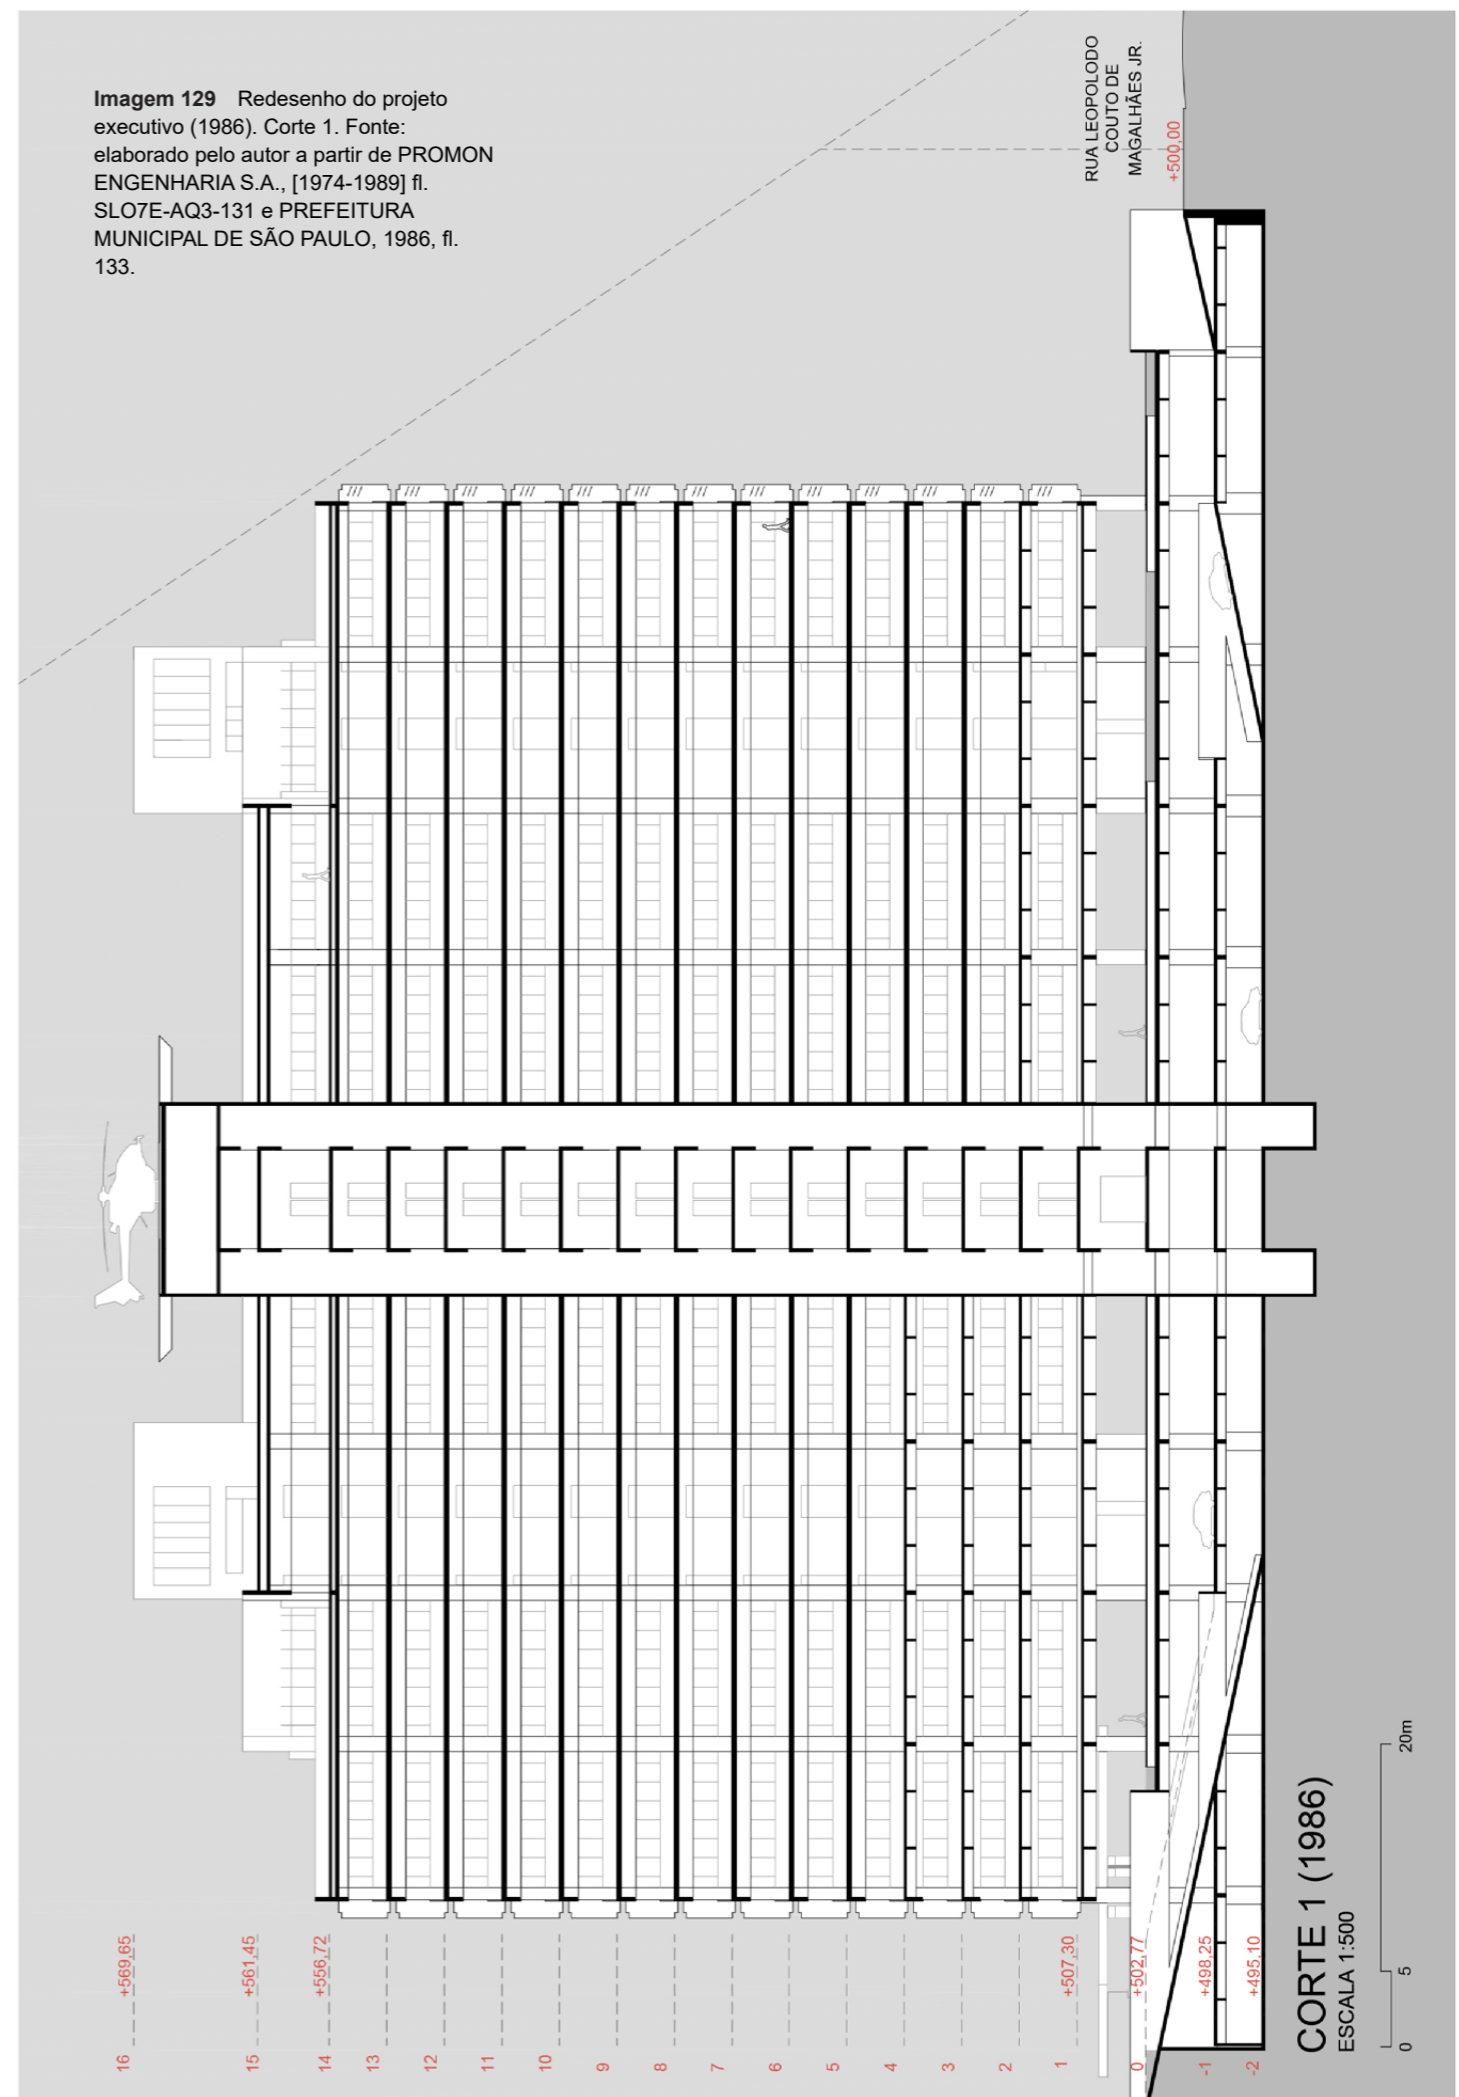 Imagem 129 Redesenho do projeto
executivo (1986). Corte 1. Fonte:
elaborado pelo autor a partir de PROMON
ENGENHARIA S.A., [1974-1989] fl.
SLO7E-AQ3-131 e PREFEITURA
MUNICIPAL DE SÃO PAULO, 1986, fl.
133.
RUA LEOPOLODO
COUTO DE
MAGALHÃES JR.
+500,00
+569,65
+561,45
+556,72
+507,30
+502,77
+498,25
+495,10
16
15
14
13
12
11
10
9
8
7
6
5
4
3
2
1
0
-1
-2
CORTE 1 (1986)
ESCALA 1:500
0
5
20m